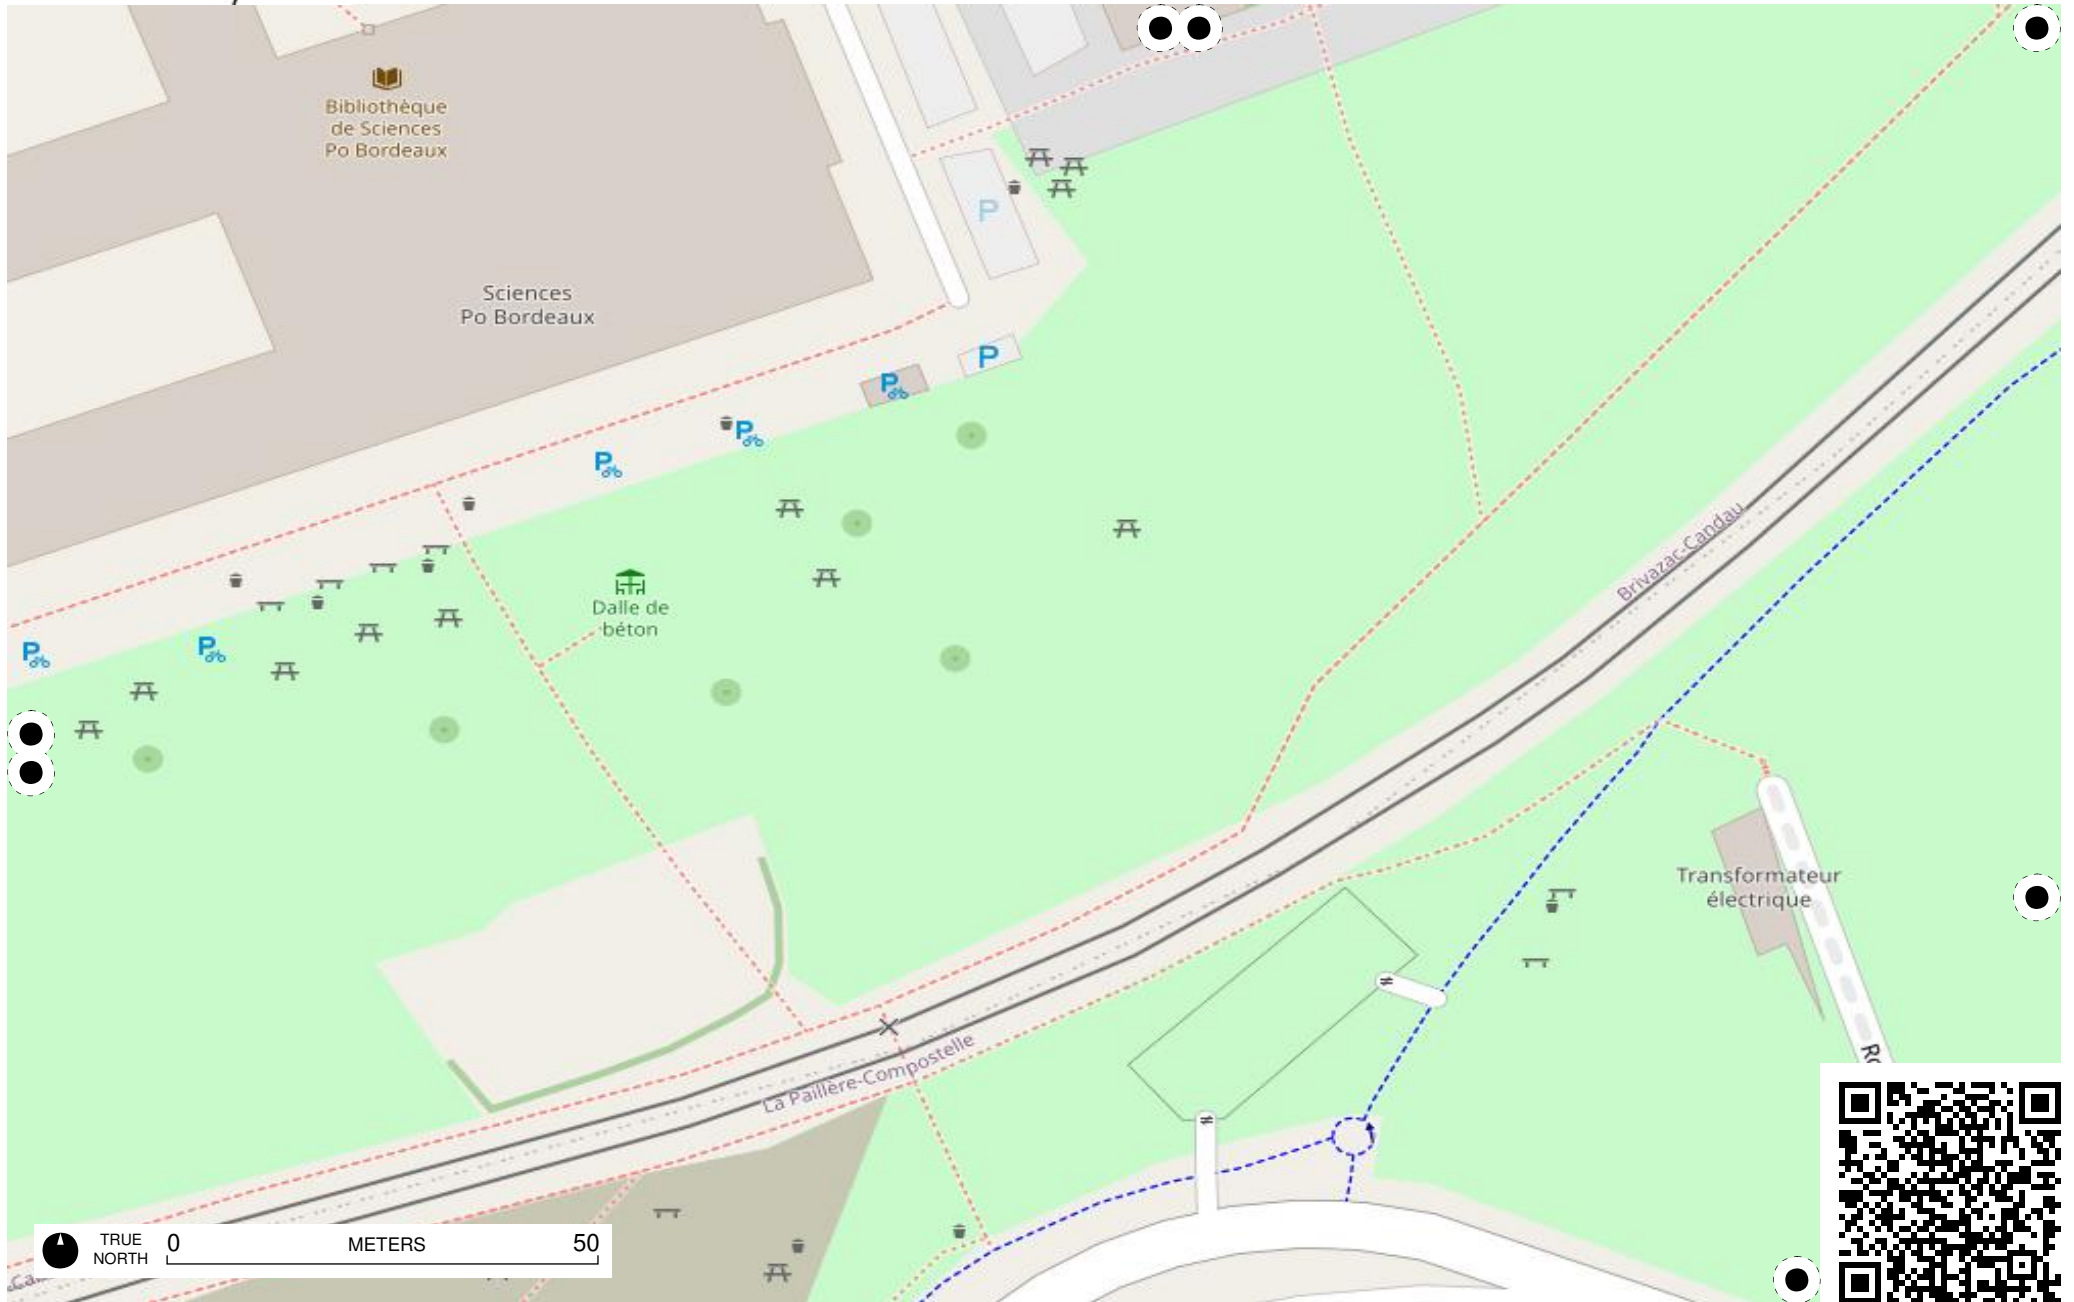 Bibliothèque
de Sciences
Po Bordeaux
P
Sciences
Po Bordeaux
P
P
P
P
Brivazac-Candau
Dalle de
béton
P
P
Transformateur
électrique
La Paillère-Compostelle
TRUE
NORTH
0
METERS
50